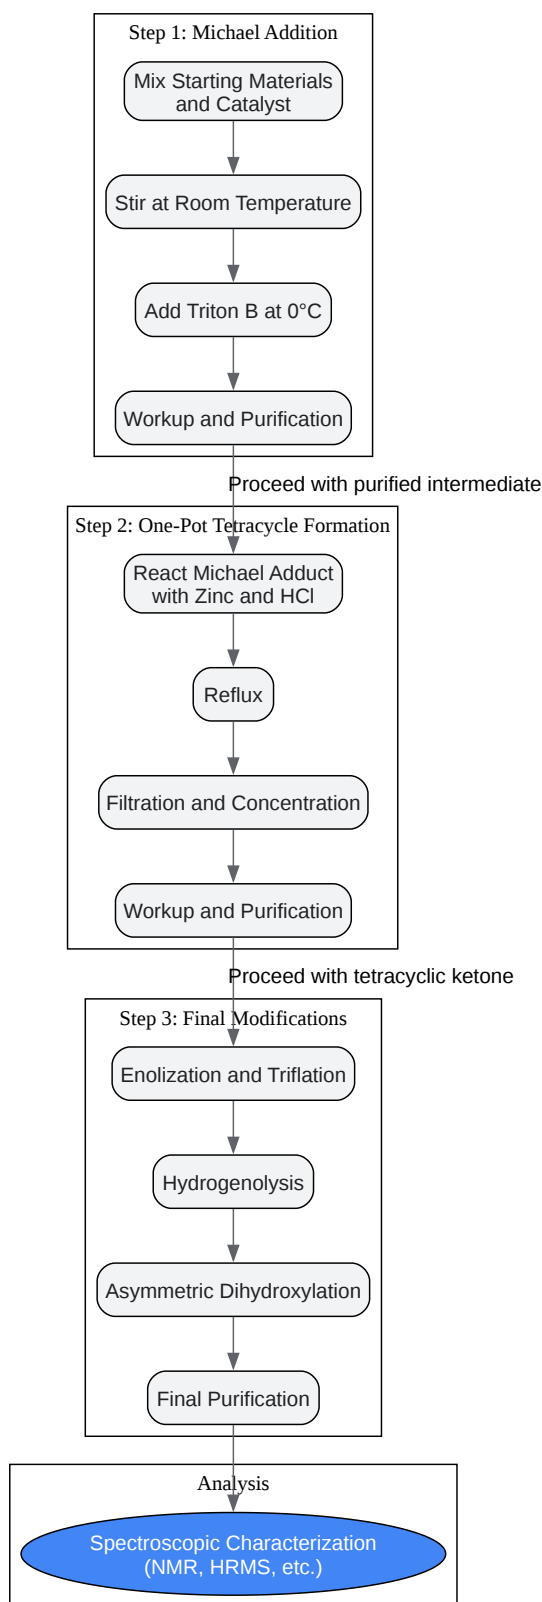 Step 1: Michael Addition
Mix Starting Materials
and Catalyst
Stir at Room Temperature
Add Triton B at 0°C
Workup and Purification
Proceed with purified intermediate
Step 2: One-Pot Tetracycle Formation
React Michael Adduct
with Zinc and HCl
Reflux
Filtration and Concentration
Workup and Purification
Proceed with tetracyclic ketone
Step 3: Final Modifications
Enolization and Triflation
Hydrogenolysis
Asymmetric Dihydroxylation
Final Purification
Analysis
Spectroscopic Characterization
(NMR, HRMS, etc.)